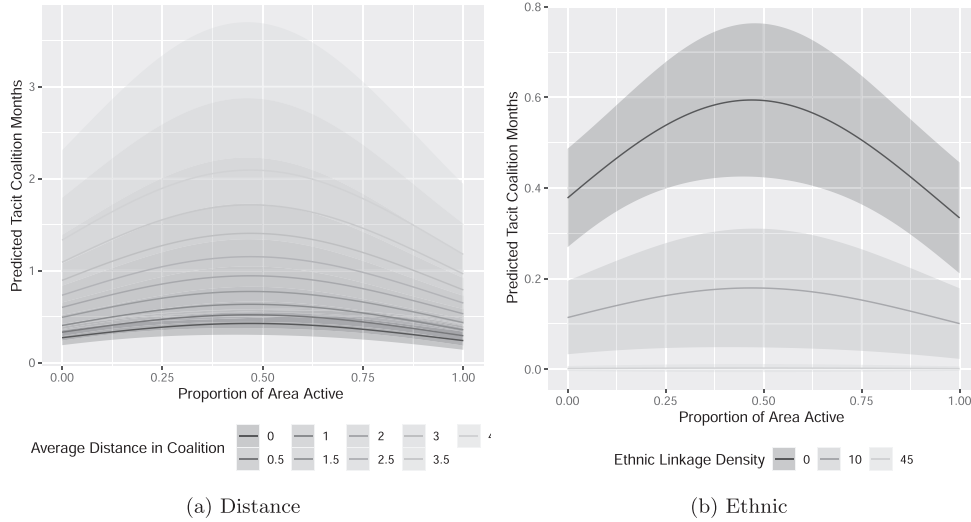 Predicted Tacit Coalition Months
3
2
1
0
0.00 0.25 0.50 0.75 1.00
Proportion of Area Active
Average Distance in Coalition
0 1 2 3
0.5 1.5 2.5 3.5
(a) Distance
Predicted Tacit Coalition Months
0.8
0.6
0.4
0.2
0.0
0.00 0.25 0.50 0.75 1.00
Proportion of Area Active
Ethnic Linkage Density 0 10 45
(b) Ethnic